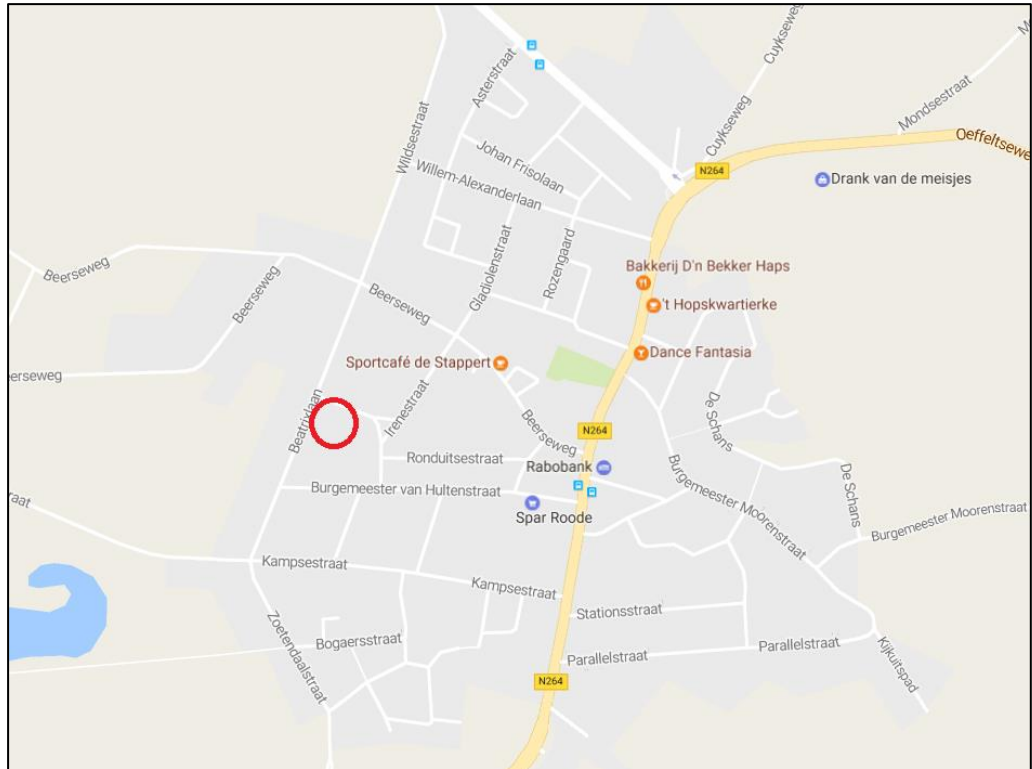 Cuykseweg
Mondsestraat
Asterstraat
Wildsestraat
Oeffeltsewe
Johan Frisolaan
Cuykseweg
N264
Willem-Alexanderlaan
Drank van de meisjes
Gladiolenstraat
Rozengaard
Beerseweg
Bakkerij D'n Bekker Haps
Beerseweg
Beerseweg
't Hopskwartierke
Sportcafé de Stappert
Dance Fantasia
eerseweg
Beatrixlaan
Irenestraat
De Schans
Beerseweg
N264
Ronduitsestraat
Rabobank
Burgemeester van Hultenstraat
Burgemeester Moorenstraat
De Schans
raat
Spar Roode
Burgemeester Moorenstraat
Kampsestraat
Kampsestraat
Stationsstraat
Zoetendaalstraat
Bogaersstraat
Parallelstraat
Parallelstraat
Kijkuitspad
N264